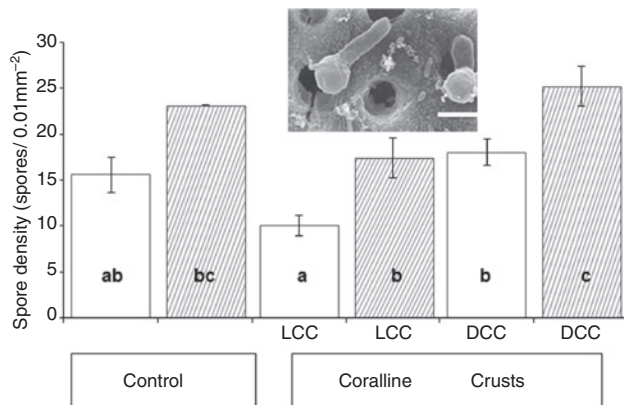 Spore density (spores/ 0.01mm⁻²)
30
25
20
15
10
5
0
ab
bc
a
b
b
c
LCC
LCC
DCC
DCC
Control
Coralline Crusts